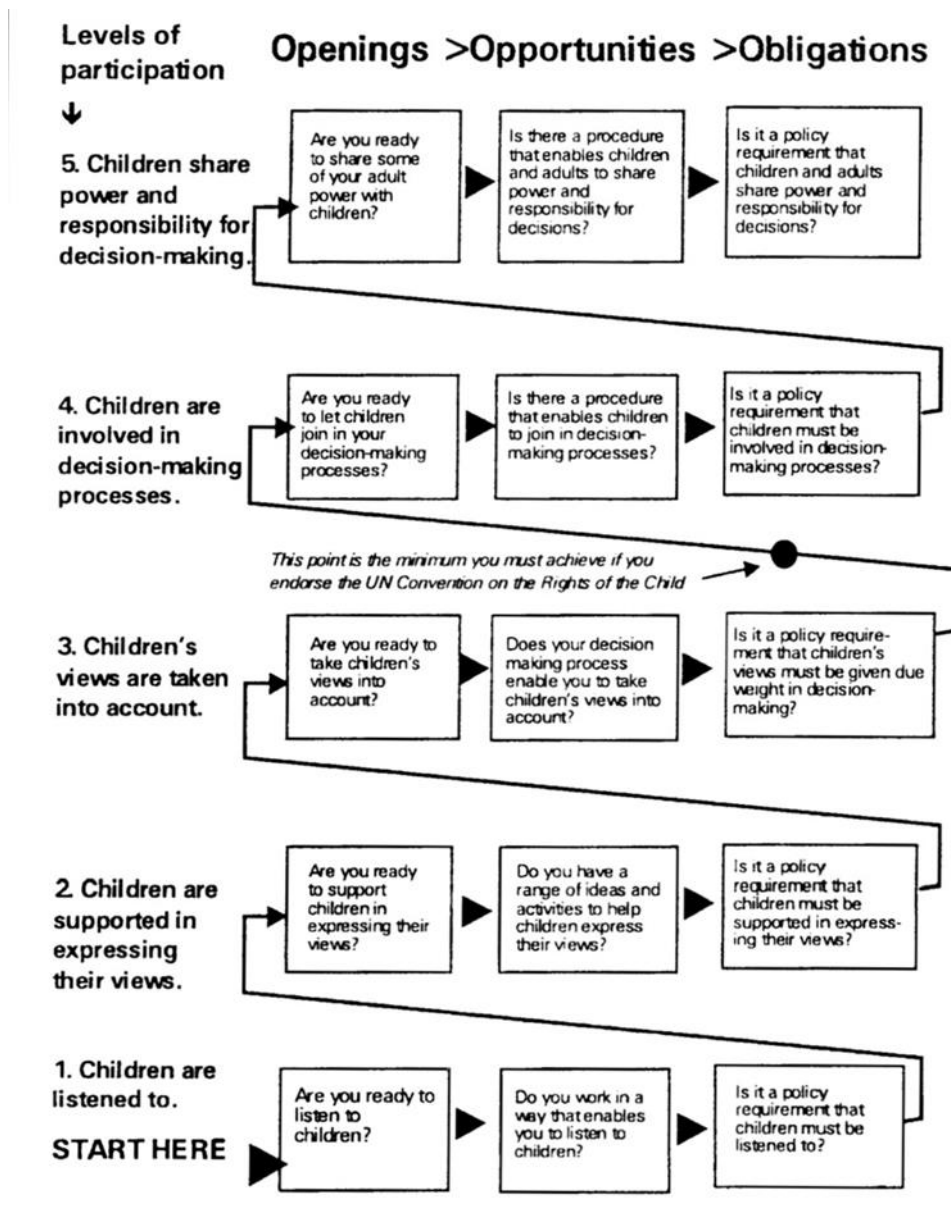 Levels of
participation
Openings >Opportunities >Obligations
5. Children share
power and
responsibility for
decision-making.
Are you ready
to share some
of your adult
power with
children?
Is there a procedure
that enables children
and adults to share
power and
responsibility for
decisions?
Is it a policy
requirement that
children and adults
share power and
responsibility for
decisions?
4. Children are
involved in
decision-making
processes.
Are you ready
to let children
join in your
decision-making
processes?
Is there a procedure
that enables children
to join in decision-
making processes?
Is it a policy
requirement that
children must be
involved in decision-
making processes?
This point is the minimum you must achieve if you
endorse the UN Convention on the Rights of the Child
3. Children's
views are taken
into account.
Are you ready to
take children's
views into
account?
Does your decision
making process
enable you to take
children's views into
account?
Is it a policy require-
ment that children's
views must be given due
weight in decision-
making?
2. Children are
supported in
expressing
their views.
Are you ready
to support
children in
expressing their
views?
Do you have a
range of ideas and
activities to help
children express
their views?
Is it a policy
requirement that
children must be
supported in express-
ing their views?
1. Children are
listened to.
START HERE
Are you ready to
listen to
children?
Do you work in a
way that enables
you to listen to
children?
Is it a policy
requirement that
children must be
listened to?